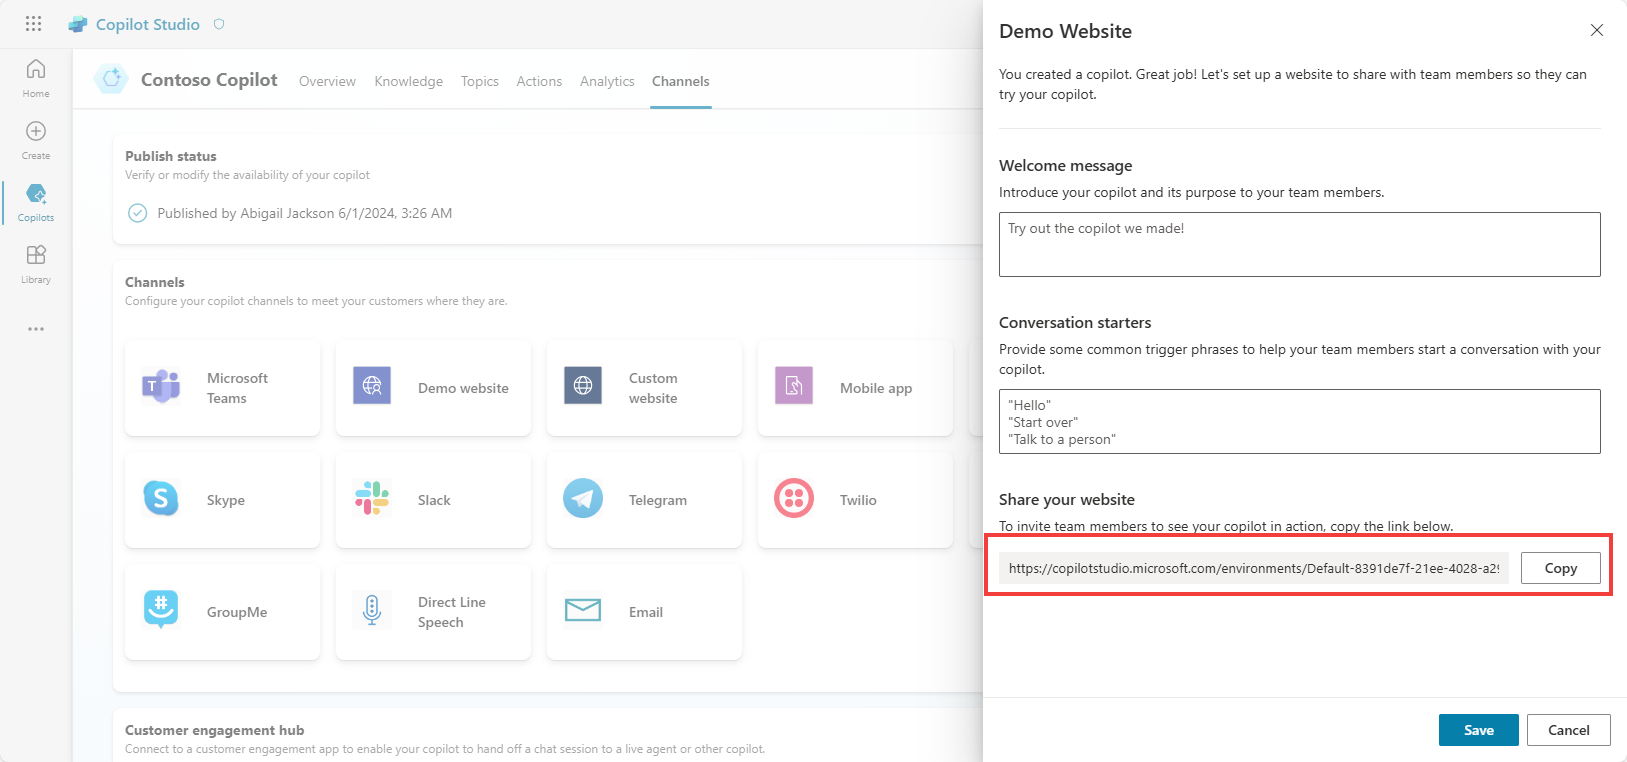 Copilot Studio
Home
Create
Copilots
Library
Contoso Copilot
Overview
Knowledge
Topics
Actions
Analytics
Channels
Publish status
Verify or modify the availability of your copilot
Published by Abigail Jackson 6/1/2024, 3:26 AM
Channels
Configure your copilot channels to meet your customers where they are.
T
Microsoft
Teams
Demo website
Custom
website
Mobile app
S
Skype
Slack
Telegram
Twilio
#
GroupMe
Direct Line
Speech
Email
Customer engagement hub
Connect to a customer engagement app to enable your copilot to hand off a chat session to a live agent or other copilot.
Demo Website
You created a copilot. Great job! Let's set up a website to share with team members so they can
try your copilot.
Welcome message
Introduce your copilot and its purpose to your team members.
Try out the copilot we made!
Conversation starters
Provide some common trigger phrases to help your team members start a conversation with your
copilot.
"Hello"
"Start over"
"Talk to a person"
Share your website
To invite team members to see your copilot in action, copy the link below.
https://copilotstudio.microsoft.com/environments/Default-8391de7f-21ee-4028-a29
Copy
Save
Cancel